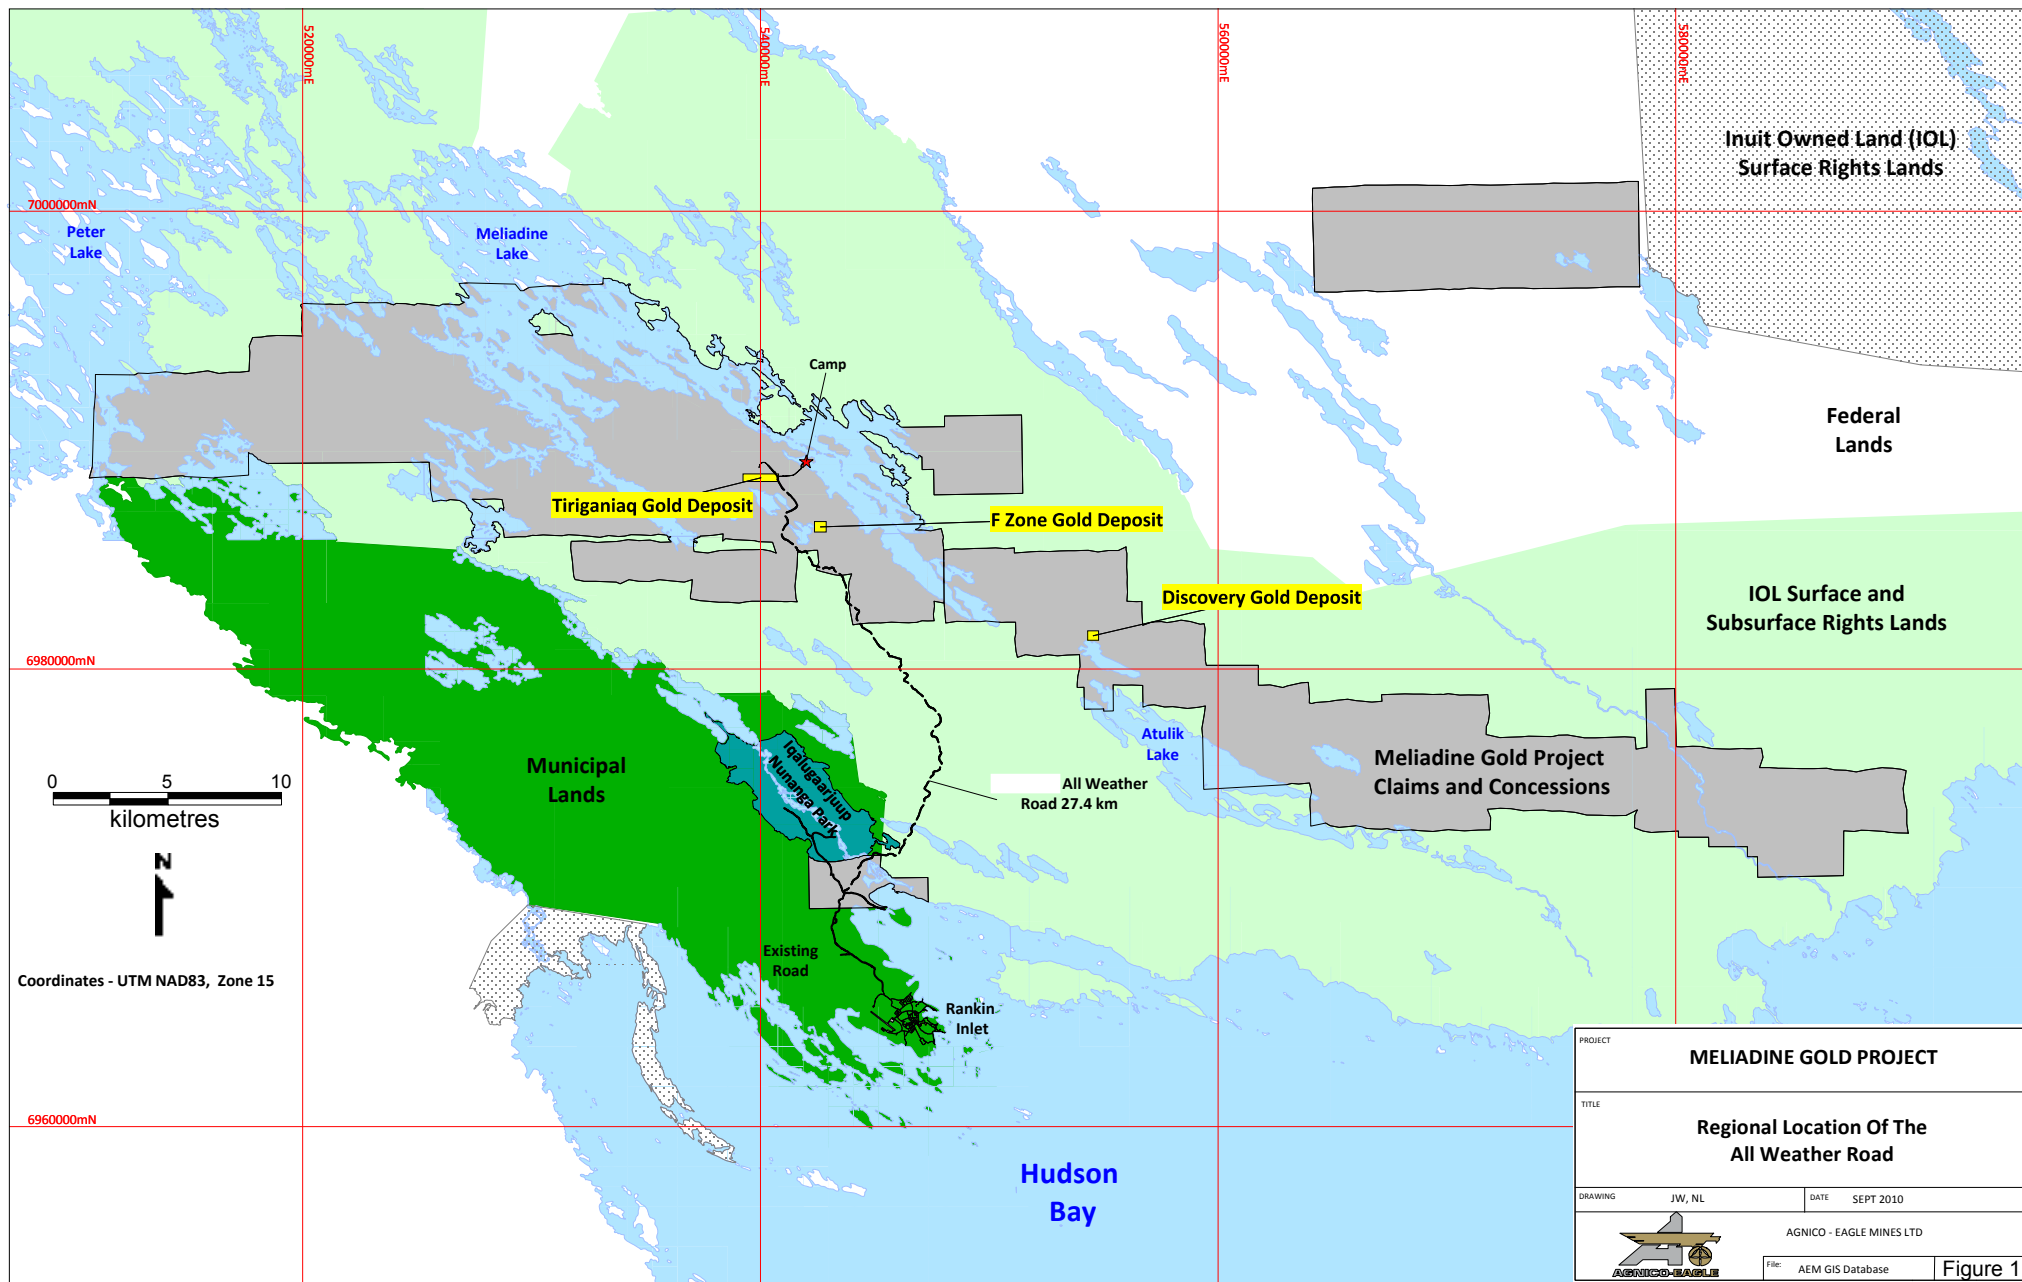 520000mE
540000mE
560000mE
580000mE
Inuit Owned Land (IOL)
Surface Rights Lands
7000000mN
Peter
Lake
Meliadine
Lake
Camp
Federal
Lands
Tiriganiaq Gold Deposit
F Zone Gold Deposit
Discovery Gold Deposit
IOL Surface and
Subsurface Rights Lands
6980000mN
Atulik
Lake
Iqalugaarjuup
Nunanga Park
Municipal
Lands
Meliadine Gold Project
Claims and Concessions
All Weather
Road 27.4 km
0 5 10
kilometres
N
Existing
Road
Coordinates - UTM NAD83, Zone 15
Rankin
Inlet
6960000mN
Hudson
Bay
PROJECT
MELIADINE GOLD PROJECT
TITLE
Regional Location Of The
All Weather Road
DRAWING JW, NL DATE SEPT 2010
AGNICO - EAGLE MINES LTD
AGNICO-EAGLE
File: AEM GIS Database Figure 1